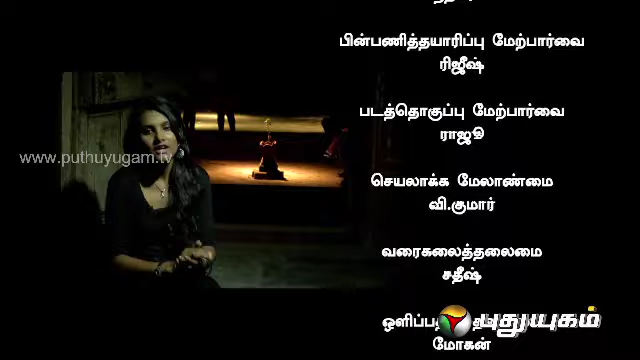 பின்பணித்தயாரிப்பு மேற்பார்வை
ரிஜீஷ்
படத்தொகுப்பு மேற்பார்வை
ராஜூ
www.puthuyugam.tv
செயலாக்க மேலாண்மை
வி.குமார்
வரைகலைத்தலைமை
சதீஷ்
புதுயுகம்
மோகன்